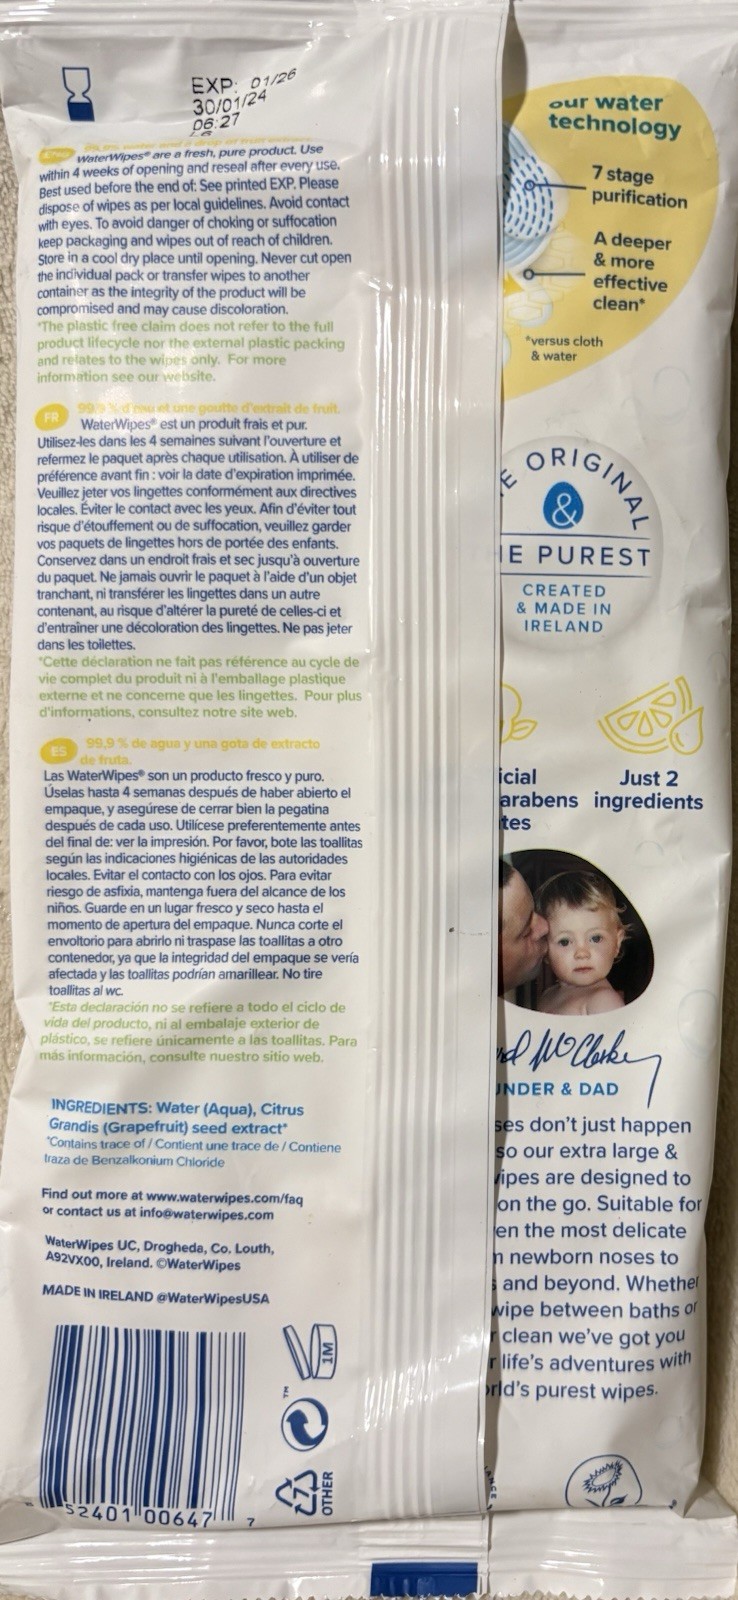 EXP: 01/26
30/01/24
06:27
WaterWipes® are a fresh, pure product. Use
within 4 weeks of opening and reseal after every use.
Best used before the end of: See printed EXP. Please
dispose of wipes as per local guidelines. Avoid contact
with eyes. To avoid danger of choking or suffocation
keep packaging and wipes out of reach of children.
Store in a cool dry place until opening. Never cut open
the individual pack or transfer wipes to another
container as the integrity of the product will be
compromised and may cause discoloration.
*The plastic free claim does not refer to the full
product lifecycle nor the external plastic packing
and relates to the wipes only. For more
information see our website.
FR 99,9 % d'eau et une goutte d'extrait de fruit.
WaterWipes® est un produit frais et pur.
Utilisez-les dans les 4 semaines suivant l'ouverture et
refermez le paquet après chaque utilisation. À utiliser de
préférence avant fin : voir la date d'expiration imprimée.
Veuillez jeter vos lingettes conformément aux directives
locales. Éviter le contact avec les yeux. Afin d'éviter tout
risque d'étouffement ou de suffocation, veuillez garder
vos paquets de lingettes hors de portée des enfants.
Conservez dans un endroit frais et sec jusqu'à ouverture
du paquet. Ne jamais ouvrir le paquet à l'aide d'un objet
tranchant, ni transférer les lingettes dans un autre
contenant, au risque d'altérer la pureté de celles-ci et
d'entraîner une décoloration des lingettes. Ne pas jeter
dans les toilettes.
*Cette déclaration ne fait pas référence au cycle de
vie complet du produit ni à l'emballage plastique
externe et ne concerne que les lingettes. Pour plus
d'informations, consultez notre site web.
ES 99,9 % de agua y una gota de extracto
de fruta.
Las WaterWipes® son un producto fresco y puro.
Úselas hasta 4 semanas después de haber abierto el
empaque, y asegúrese de cerrar bien la pegatina
después de cada uso. Utilícese preferentemente antes
del final de: ver la impresión. Por favor, bote las toallitas
según las indicaciones higiénicas de las autoridades
locales. Evitar el contacto con los ojos. Para evitar
riesgo de asfixia, mantenga fuera del alcance de los
niños. Guarde en un lugar fresco y seco hasta el
momento de apertura del empaque. Nunca corte el
envoltorio para abrirlo ni traspase las toallitas a otro
contenedor, ya que la integridad del empaque se vería
afectada y las toallitas podrían amarillear. No tire
toallitas al wc.
*Esta declaración no se refiere a todo el ciclo de
vida del producto, ni al embalaje exterior de
plástico, se refiere únicamente a las toallitas. Para
más información, consulte nuestro sitio web.
INGREDIENTS: Water (Aqua), Citrus
Grandis (Grapefruit) seed extract*
*Contains trace of / Contient une trace de / Contiene
traza de Benzalkonium Chloride
Find out more at www.waterwipes.com/faq
or contact us at info@waterwipes.com
WaterWipes UC, Drogheda, Co. Louth,
A92VX00, Ireland. ©WaterWipes
MADE IN IRELAND @WaterWipesUSA
1M
TM
7
OTHER
52401 00647 7
our water
technology
7 stage
purification
A deeper
& more
effective
clean*
*versus cloth
& water
E ORIGINAL
&
E PUREST
CREATED
& MADE IN
IRELAND
icial
arabens
tes
Just 2
ingredients
d McCloskey
UNDER & DAD
ses don't just happen
so our extra large &
ipes are designed to
on the go. Suitable for
en the most delicate
n newborn noses to
s and beyond. Whether
wipe between baths or
r clean we've got you
r life's adventures with
rld's purest wipes.